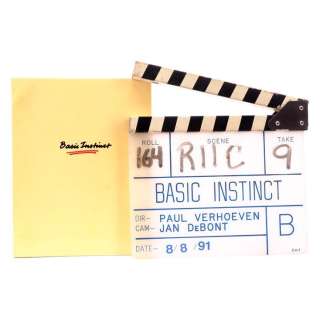 Basic Instinct
ROLL SCENE TAKE
164 R11C 9
BASIC INSTINCT
DIR- PAUL VERHOEVEN
CAM- JAN DeBONT
B
DATE- 8/8/91